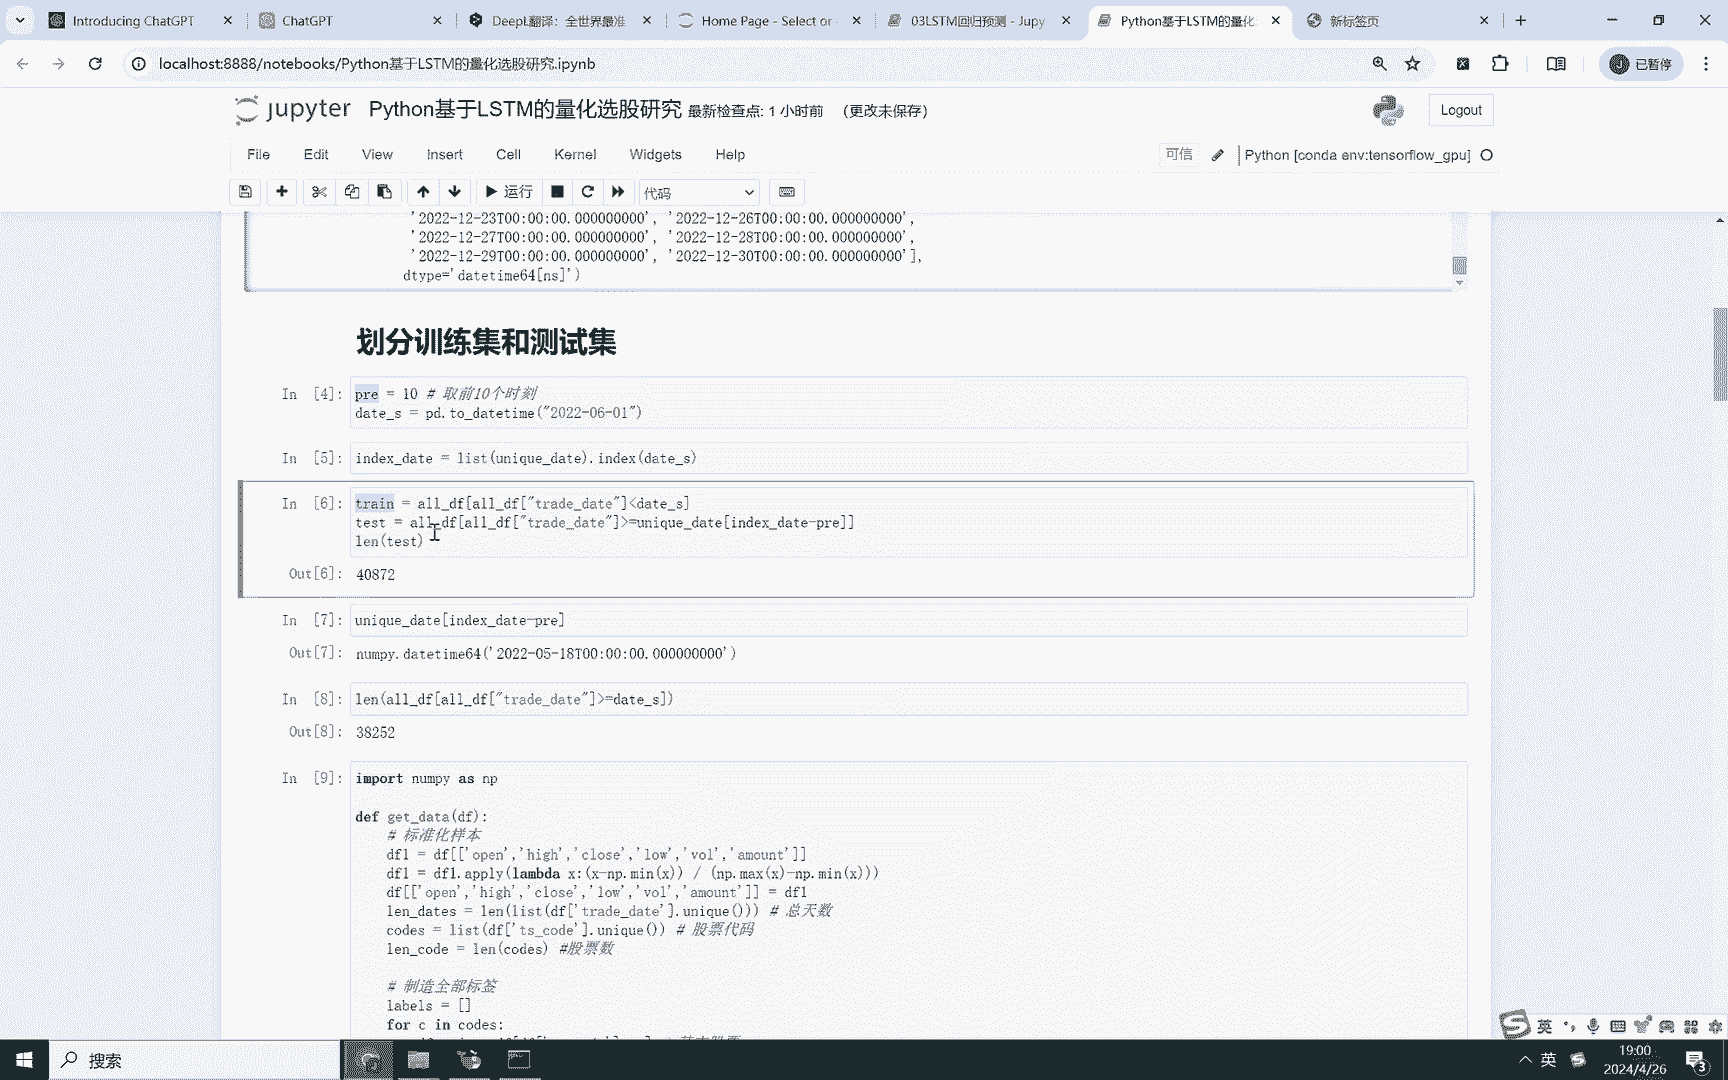 Introducing ChatGPT
ChatGPT
DeepL翻译：全世界最准
Home Page - Select or
03LSTM回归预测 - Jupy
Python基于LSTM的量化
新标签页
localhost:8888/notebooks/Python基于LSTM的量化选股研究.ipynb
已暂停
jupyter Python基于LSTM的量化选股研究 最新检查点: 1 小时前 (更改未保存)
Logout
File Edit View Insert Cell Kernel Widgets Help
可信
Python [conda env:tensorflow_gpu]
运行
代码
'2022-12-23T00:00:00.000000000', '2022-12-26T00:00:00.000000000',
'2022-12-27T00:00:00.000000000', '2022-12-28T00:00:00.000000000',
'2022-12-29T00:00:00.000000000', '2022-12-30T00:00:00.000000000'],
dtype='datetime64[ns]')
划分训练集和测试集
In [4]: pre = 10 # 取前10个时刻
date_s = pd.to_datetime("2022-06-01")
In [5]: index_date = list(unique_date).index(date_s)
In [6]: train = all_df[all_df["trade_date"]<date_s]
test = all_df[all_df["trade_date"]>=unique_date[index_date-pre]]
len(test)
Out[6]: 40872
In [7]: unique_date[index_date-pre]
Out[7]: numpy.datetime64('2022-05-18T00:00:00.000000000')
In [8]: len(all_df[all_df["trade_date"]>=date_s])
Out[8]: 38252
In [9]: import numpy as np
def get_data(df):
# 标准化样本
df1 = df[['open','high','close','low','vol','amount']]
df1 = df1.apply(lambda x:(x-np.min(x)) / (np.max(x)-np.min(x)))
df[['open','high','close','low','vol','amount']] = df1
len_dates = len(list(df['trade_date'].unique())) # 总天数
codes = list(df['ts_code'].unique()) # 股票代码
len_code = len(codes) #股票数
# 制造全部标签
labels = []
for c in codes:
英
搜索
英
19:00
2024/4/26
3